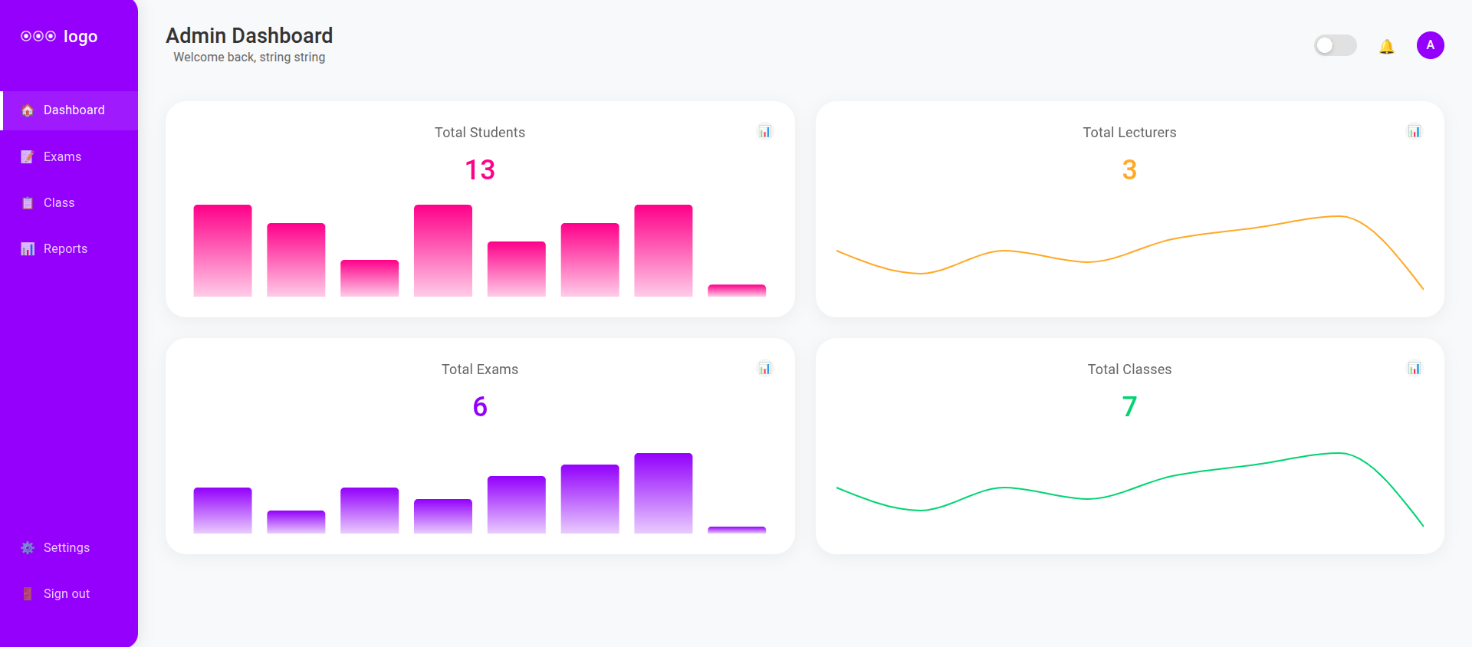 logo
Dashboard
Exams
Class
Reports
Settings
Sign out
Admin Dashboard
Welcome back, string string
A
Total Students
13
Total Lecturers
3
Total Exams
6
Total Classes
7